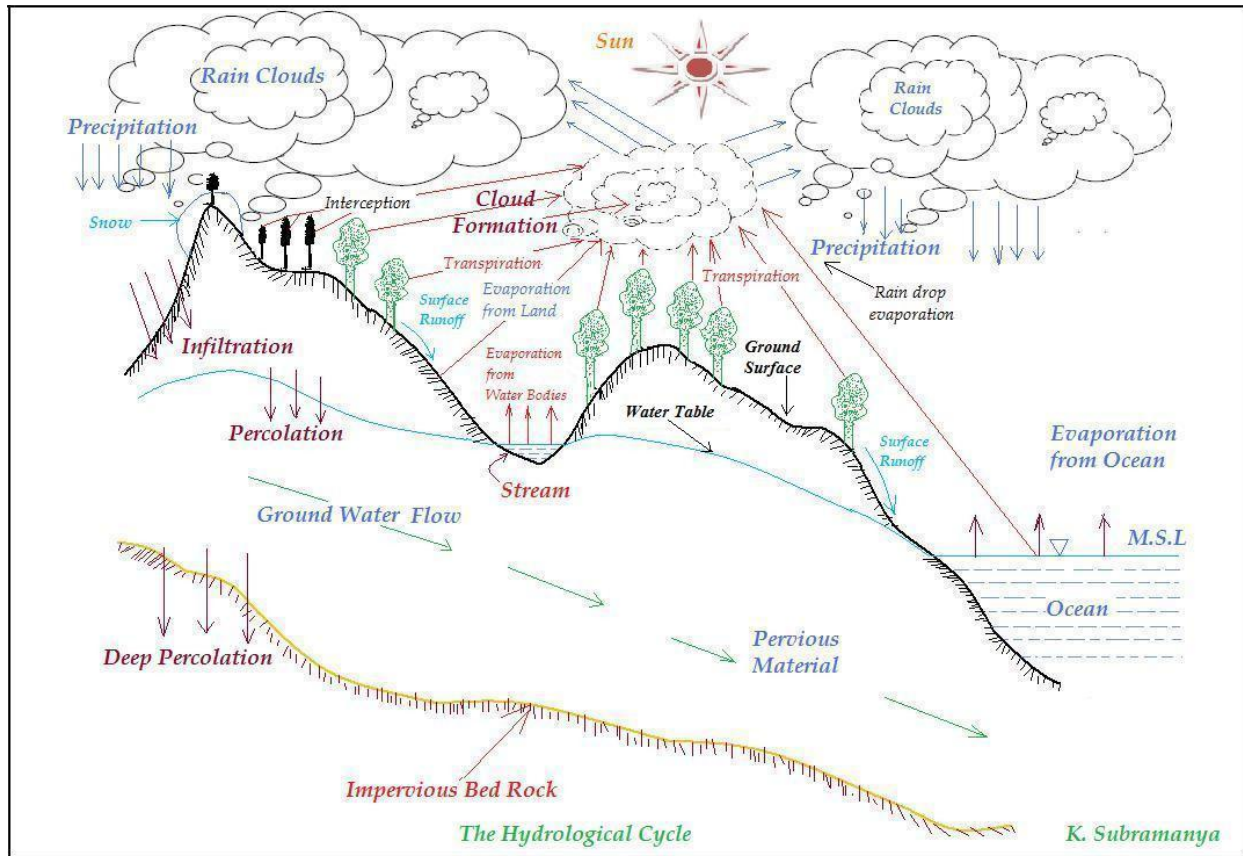 Sun
Rain Clouds
Rain
Clouds
Precipitation
Snow
Interception
Cloud
Formation
Precipitation
Transpiration
Transpiration
Evaporation
from Land
Surface
Runoff
Rain drop
evaporation
Infiltration
Evaporation
from
Water Bodies
Ground
Surface
Percolation
Water Table
Surface
Runoff
Evaporation
from Ocean
Stream
Ground Water Flow
M.S.L
Ocean
Deep Percolation
Pervious
Material
Impervious Bed Rock
The Hydrological Cycle
K. Subramanya